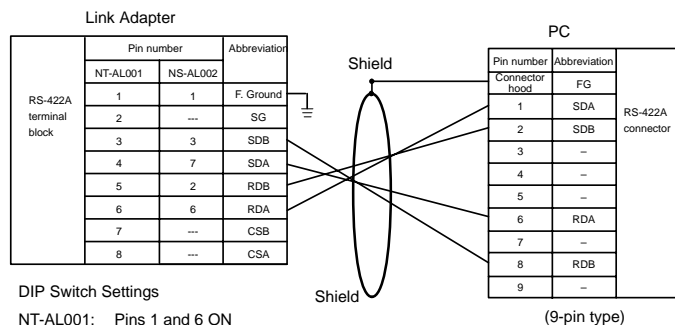 Link Adapter
Pin number Abbreviation
NT-AL001 NS-AL002
RS-422A terminal block
1 1 F. Ground
2 --- SG
3 3 SDB
4 7 SDA
5 2 RDB
6 6 RDA
7 --- CSB
8 --- CSA
Shield
Shield
PC
Pin number Abbreviation
Connector hood FG
1 SDA
2 SDB
3 –
4 –
5 –
6 RDA
7 –
8 RDB
9 –
RS-422A connector
(9-pin type)
DIP Switch Settings
NT-AL001: Pins 1 and 6 ON